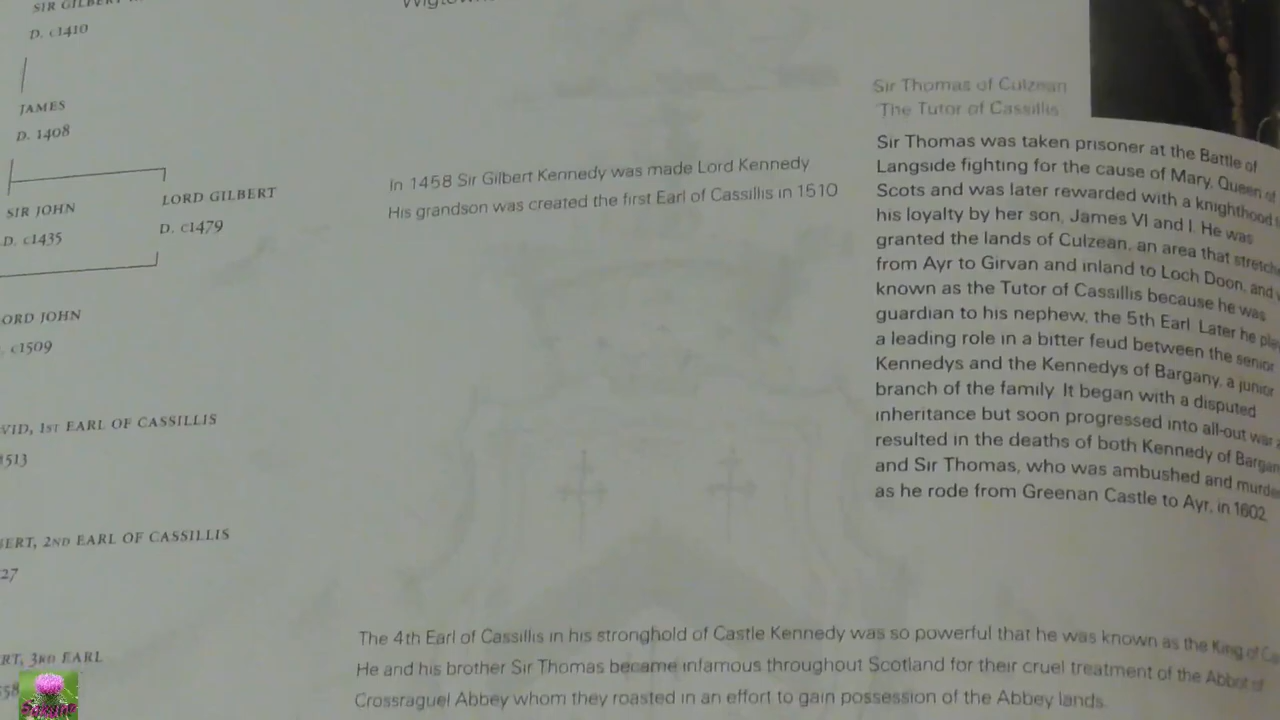 SIR GILBERT
D. c1410
JAMES
D. 1408
SIR JOHN
D. c1435
LORD GILBERT
D. c1479
ORD JOHN
c1509
VID, 1ST EARL OF CASSILLIS
1513
BERT, 2ND EARL OF CASSILLIS
27
RT, 3RD EARL
58
In 1458 Sir Gilbert Kennedy was made Lord Kennedy
His grandson was created the first Earl of Cassillis in 1510
Sir Thomas of Culzean
The Tutor of Cassillis
Sir Thomas was taken prisoner at the Battle of
Langside fighting for the cause of Mary, Queen of
Scots and was later rewarded with a knighthood
his loyalty by her son, James VI and I. He was
granted the lands of Culzean, an area that stretch
from Ayr to Girvan and inland to Loch Doon, and
known as the Tutor of Cassillis because he was
guardian to his nephew, the 5th Earl. Later he pla
a leading role in a bitter feud between the senior
Kennedys and the Kennedys of Bargany, a junior
branch of the family. It began with a disputed
inheritance but soon progressed into all-out war
resulted in the deaths of both Kennedy of Bargan
and Sir Thomas, who was ambushed and murde
as he rode from Greenan Castle to Ayr, in 1602
The 4th Earl of Cassillis in his stronghold of Castle Kennedy was so powerful that he was known as the King of Ca
He and his brother Sir Thomas became infamous throughout Scotland for their cruel treatment of the Abbot of
Crossraguel Abbey whom they roasted in an effort to gain possession of the Abbey lands.